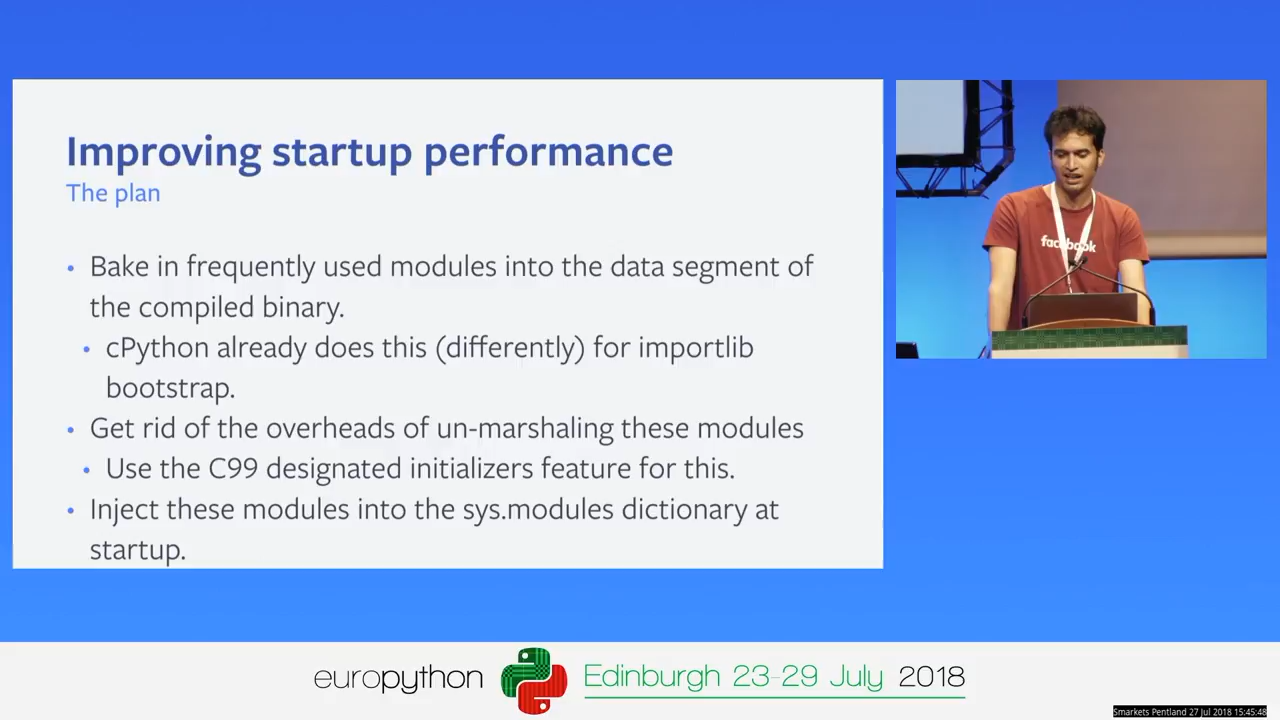 Improving startup performance
The plan
• Bake in frequently used modules into the data segment of
the compiled binary.
• cPython already does this (differently) for importlib
bootstrap.
• Get rid of the overheads of un-marshaling these modules
• Use the C99 designated initializers feature for this.
• Inject these modules into the sys.modules dictionary at
startup.
facebook
europython Edinburgh 23-29 July 2018
Smarkets Pentland 27 Jul 2018 15:45:48